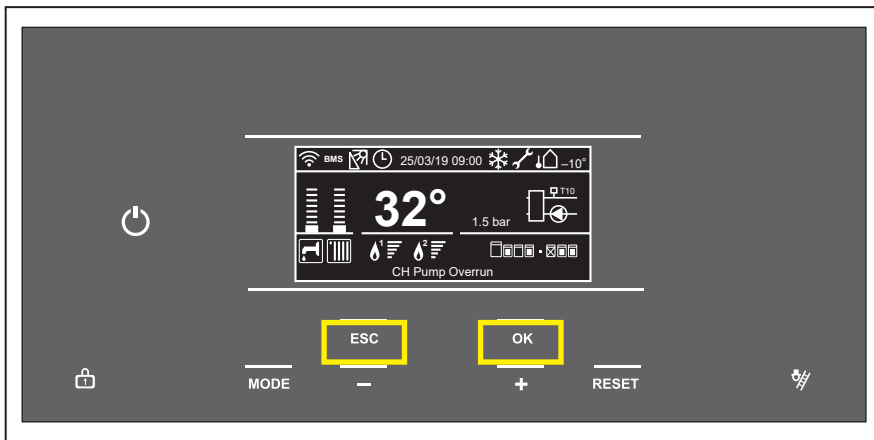 BMS 25/03/19 09:00 –10°
32° 1.5 bar T10
1 2
CH Pump Overrun
ESC OK
MODE – + RESET